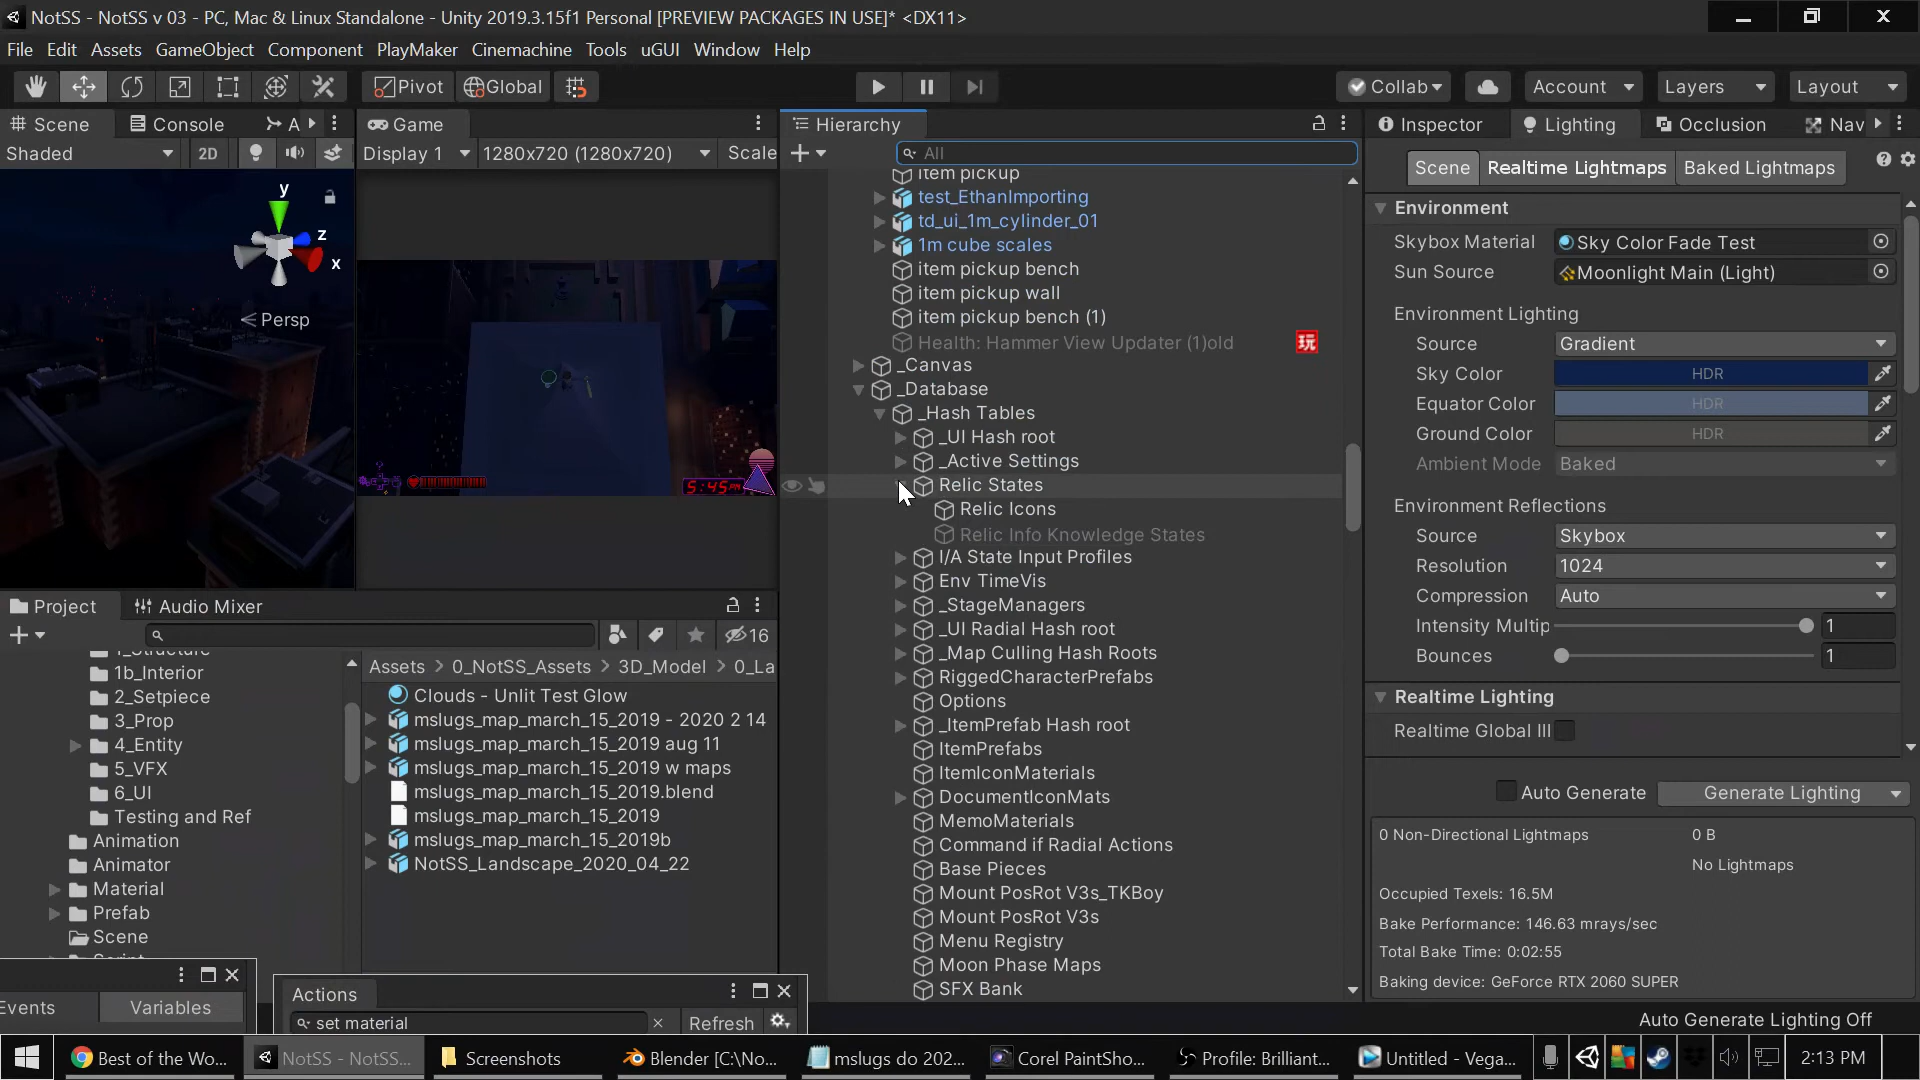 NotSS - NotSS v 03 - PC, Mac & Linux Standalone - Unity 2019.3.15f1 Personal [PREVIEW PACKAGES IN USE]* <DX11>
File Edit Assets GameObject Component PlayMaker Cinemachine Tools uGUI Window Help
Pivot Global Collab Account Layers Layout
Scene Console A
Shaded 2D
y
z
x
Persp
Game
Display 1 1280x720 (1280x720) Scale
5:45PM
Hierarchy
All
item pickup
test_EthanImporting
td_ui_1m_cylinder_01
1m cube scales
item pickup bench
item pickup wall
item pickup bench (1)
Health: Hammer View Updater (1)old
玩
_Canvas
_Database
_Hash Tables
_UI Hash root
_Active Settings
Relic States
Relic Icons
Relic Info Knowledge States
I/A State Input Profiles
Env TimeVis
_StageManagers
_UI Radial Hash root
_Map Culling Hash Roots
RiggedCharacterPrefabs
Options
_ItemPrefab Hash root
ItemPrefabs
ItemIconMaterials
DocumentIconMats
MemoMaterials
Command if Radial Actions
Base Pieces
Mount PosRot V3s_TKBoy
Mount PosRot V3s
Menu Registry
Moon Phase Maps
SFX Bank
Inspector Lighting Occlusion Nav
Scene Realtime Lightmaps Baked Lightmaps
Environment
Skybox Material Sky Color Fade Test
Sun Source Moonlight Main (Light)
Environment Lighting
Source Gradient
Sky Color HDR
Equator Color HDR
Ground Color HDR
Ambient Mode Baked
Environment Reflections
Source Skybox
Resolution 1024
Compression Auto
Intensity Multip 1
Bounces 1
Realtime Lighting
Realtime Global Ill
Auto Generate Generate Lighting
0 Non-Directional Lightmaps 0 B
No Lightmaps
Occupied Texels: 16.5M
Bake Performance: 146.63 mrays/sec
Total Bake Time: 0:02:55
Baking device: GeForce RTX 2060 SUPER
Auto Generate Lighting Off
Project Audio Mixer
16
1b_Interior
2_Setpiece
3_Prop
4_Entity
5_VFX
6_UI
Testing and Ref
Animation
Animator
Material
Prefab
Scene
Assets > 0_NotSS_Assets > 3D_Model > 0_La
Clouds - Unlit Test Glow
mslugs_map_march_15_2019 - 2020 2 14
mslugs_map_march_15_2019 aug 11
mslugs_map_march_15_2019 w maps
mslugs_map_march_15_2019.blend
mslugs_map_march_15_2019
mslugs_map_march_15_2019b
NotSS_Landscape_2020_04_22
Events Variables
Actions
set material Refresh
Best of the Wo...
NotSS - NotSS...
Screenshots
Blender [C:\No...
mslugs do 202...
Corel PaintSho...
Profile: Brilliant...
Untitled - Vega...
2:13 PM